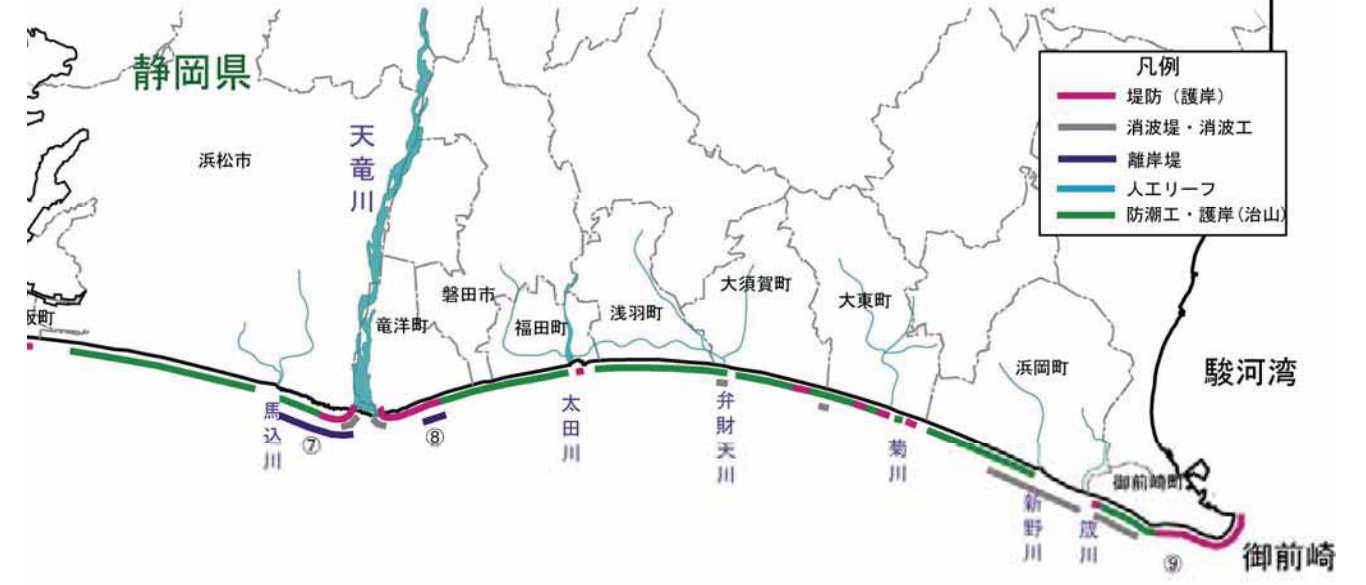 静岡県
凡例
堤防（護岸）
消波堤・消波工
離岸堤
人工リーフ
防潮工・護岸(治山)
天竜川
浜松市
磐田市
竜洋町
福田町
浅羽町
大須賀町
大東町
浜岡町
駿河湾
馬込川
⑦
⑧
太田川
弁財天川
菊川
新野川
筬川
御前崎町
⑨
御前崎